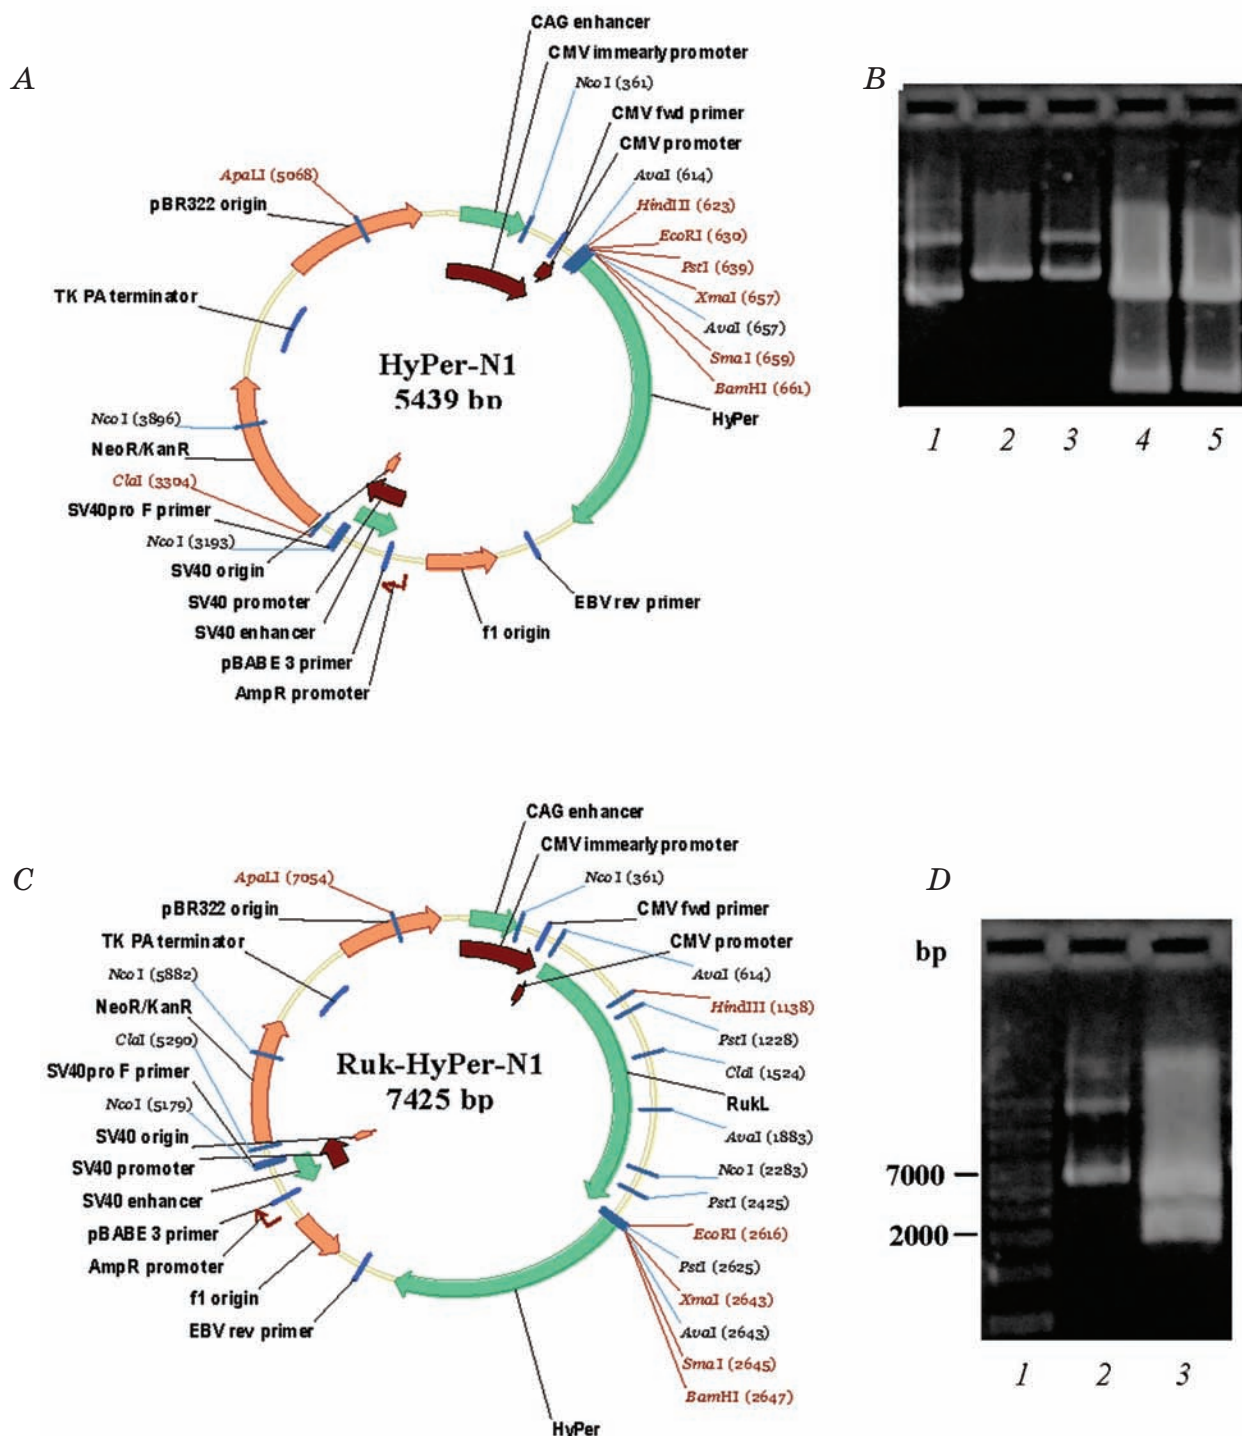 A
CAG enhancer
CMV immearly promoter
NcoI (361)
CMV fwd primer
CMV promoter
AvaI (614)
HindIII (623)
EcoRI (630)
PstI (639)
XmaI (657)
AvaI (657)
SmaI (659)
BamHI (661)
HyPer
ApaLI (5068)
pBR322 origin
TK PA terminator
HyPer-N1
5439 bp
NcoI (3896)
NeoR/KanR
ClaI (3304)
SV40pro F primer
NcoI (3193)
SV40 origin
SV40 promoter
SV40 enhancer
pBABE 3 primer
AmpR promoter
f1 origin
EBV rev primer
B
1 2 3 4 5
C
CAG enhancer
CMV immearly promoter
NcoI (361)
CMV fwd primer
CMV promoter
AvaI (614)
HindIII (1138)
PstI (1228)
ClaI (1524)
RukL
AvaI (1883)
NcoI (2283)
PstI (2425)
EcoRI (2616)
PstI (2625)
XmaI (2643)
AvaI (2643)
SmaI (2645)
BamHI (2647)
HyPer
ApaLI (7054)
pBR322 origin
TK PA terminator
NcoI (5882)
NeoR/KanR
ClaI (5290)
SV40pro F primer
NcoI (5179)
SV40 origin
SV40 promoter
SV40 enhancer
pBABE 3 primer
AmpR promoter
f1 origin
EBV rev primer
Ruk-HyPer-N1
7425 bp
D
bp
7000
2000
1 2 3